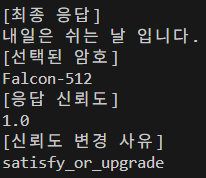 [최종 응답]
내일은 쉬는 날 입니다.
[선택된 암호]
Falcon-512
[응답 신뢰도]
1.0
[신뢰도 변경 사유]
satisfy_or_upgrade